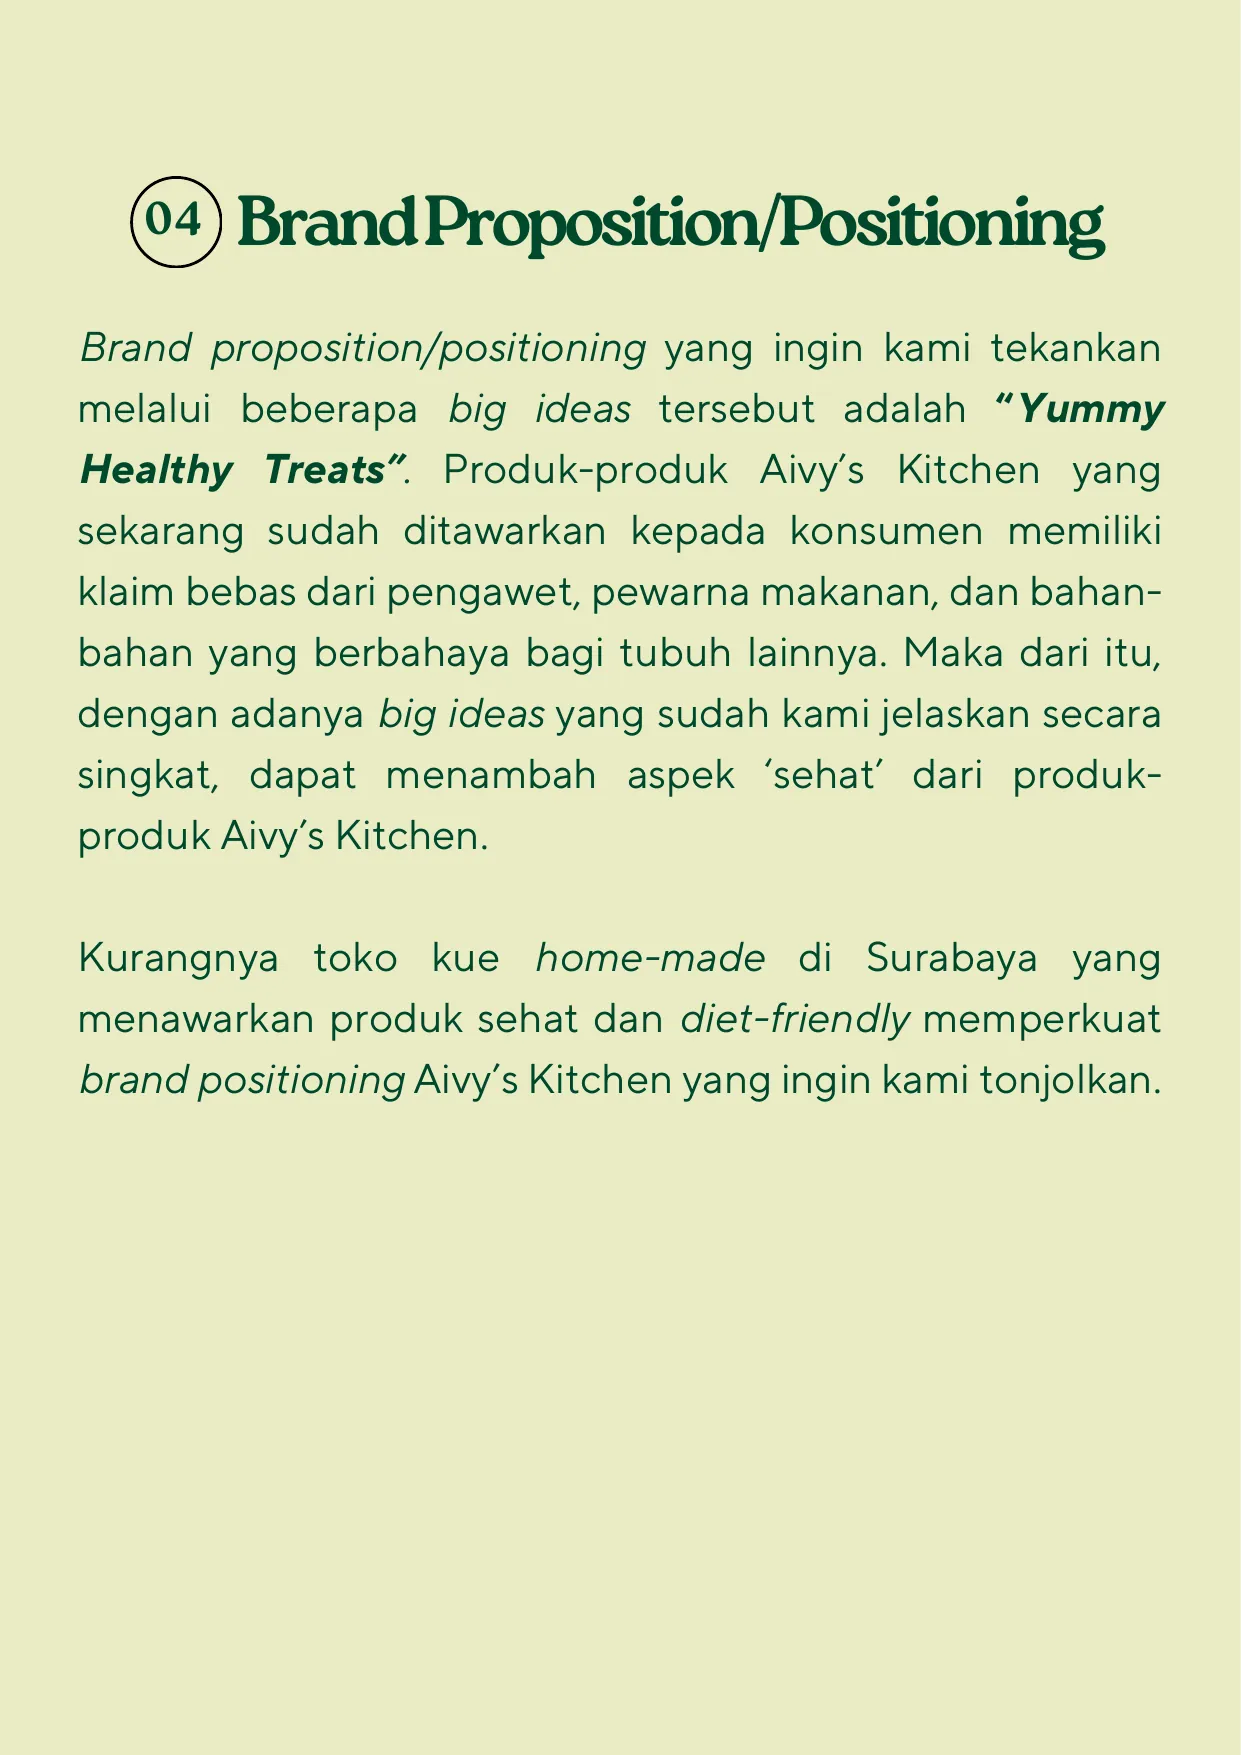 04 Brand Proposition/Positioning
Brand proposition/positioning yang ingin kami tekankan
melalui beberapa big ideas tersebut adalah “Yummy
Healthy Treats”. Produk-produk Aivy’s Kitchen yang
sekarang sudah ditawarkan kepada konsumen memiliki
klaim bebas dari pengawet, pewarna makanan, dan bahan-
bahan yang berbahaya bagi tubuh lainnya. Maka dari itu,
dengan adanya big ideas yang sudah kami jelaskan secara
singkat, dapat menambah aspek ‘sehat’ dari produk-
produk Aivy’s Kitchen.
Kurangnya toko kue home-made di Surabaya yang
menawarkan produk sehat dan diet-friendly memperkuat
brand positioning Aivy’s Kitchen yang ingin kami tonjolkan.